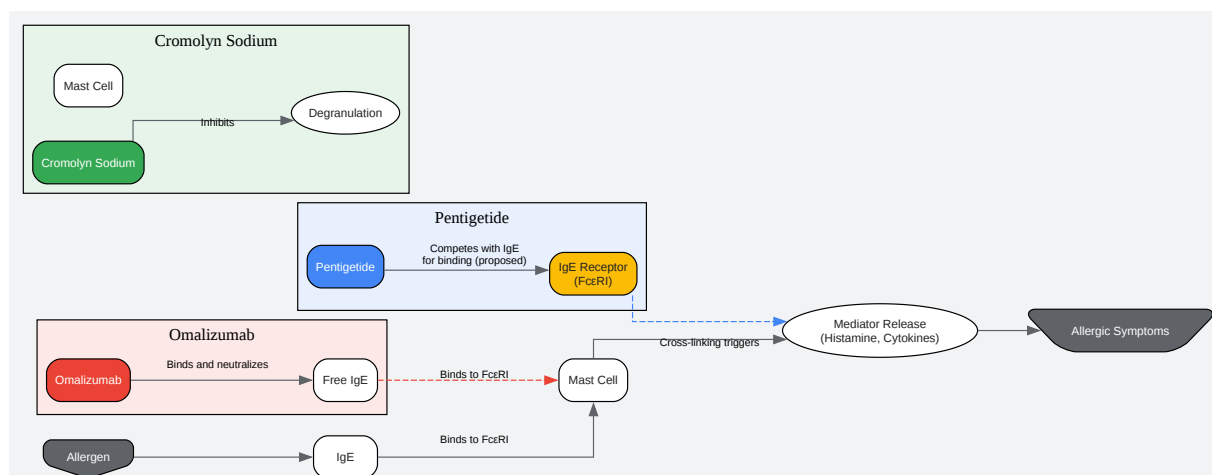 Cromolyn Sodium
Mast Cell
Degranulation
Inhibits
Cromolyn Sodium
Pentigetide
Pentigetide
Competes with IgE
for binding (proposed)
IgE Receptor
(FcεRI)
Omalizumab
Omalizumab
Binds and neutralizes
Free IgE
Binds to FcεRI
Mast Cell
Cross-linking triggers
Mediator Release
(Histamine, Cytokines)
Allergic Symptoms
Allergen
IgE
Binds to FcεRI